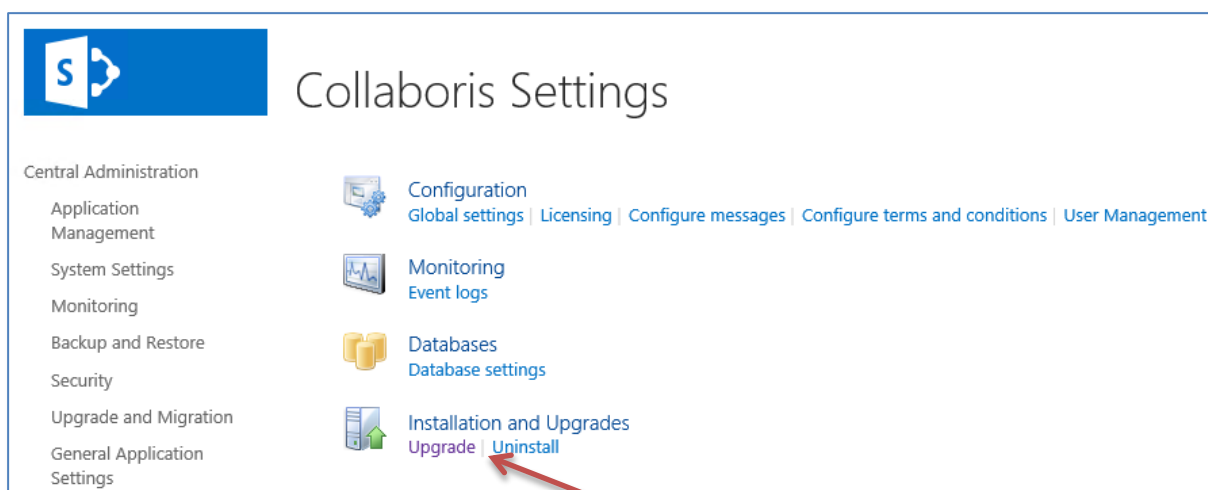 S
Collaboris Settings
Central Administration
Application
Management
System Settings
Monitoring
Backup and Restore
Security
Upgrade and Migration
General Application
Settings
Configuration
Global settings | Licensing | Configure messages | Configure terms and conditions | User Management
Monitoring
Event logs
Databases
Database settings
Installation and Upgrades
Upgrade | Uninstall